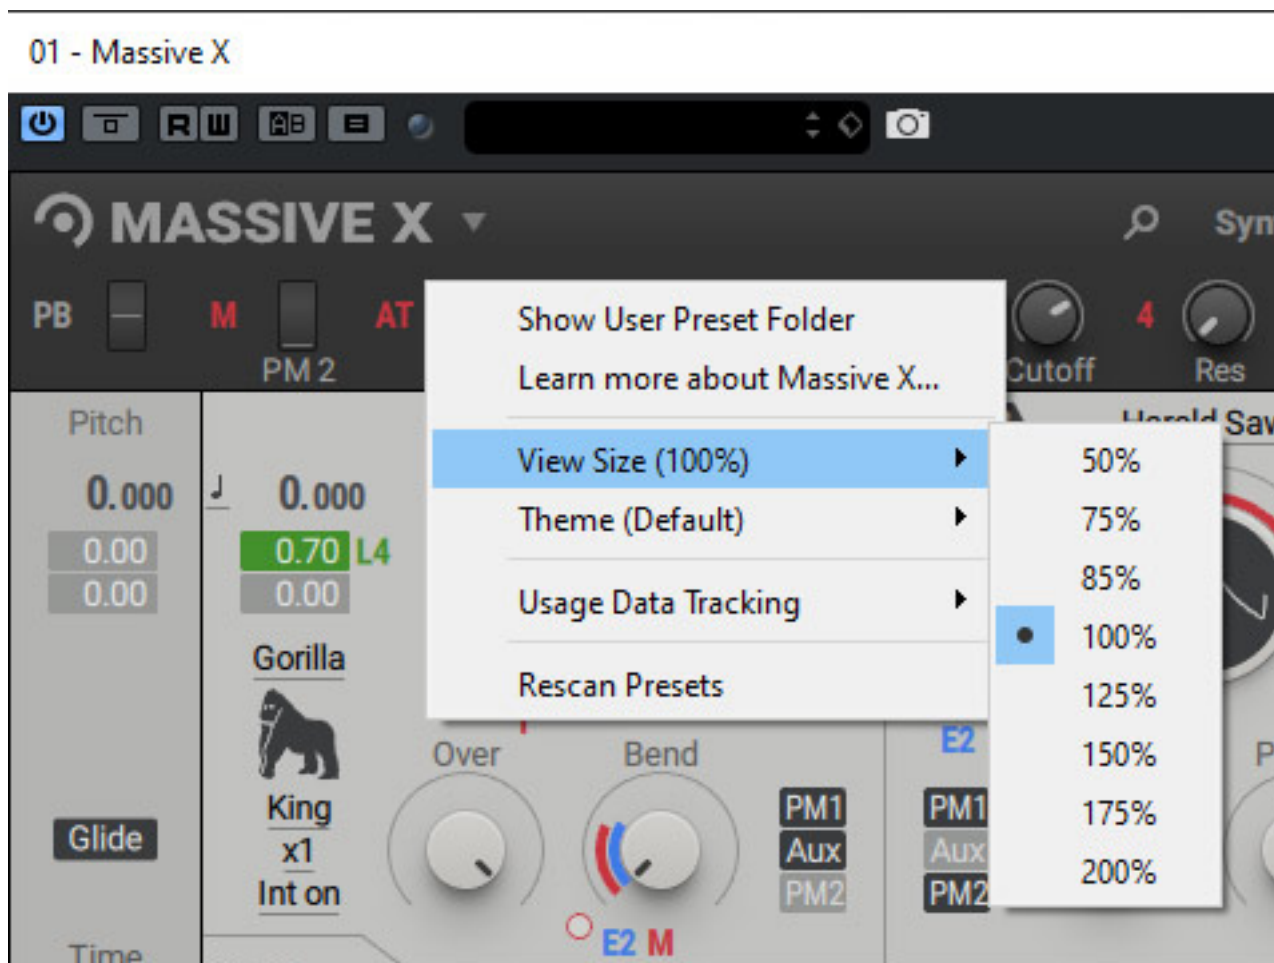 01 - Massive X
R W AB
MASSIVE X
PB M AT 4
PM 2 Cutoff Res
Show User Preset Folder
Learn more about Massive X...
View Size (100%)
Theme (Default)
Usage Data Tracking
Rescan Presets
50%
75%
85%
100%
125%
150%
175%
200%
Pitch
0.000 0.000
0.00 0.70 L4
0.00 0.00
Gorilla
King
x1
Int on
Glide
Time
Over Bend
E2
PM1 PM1
Aux Aux
PM2 PM2
E2 M